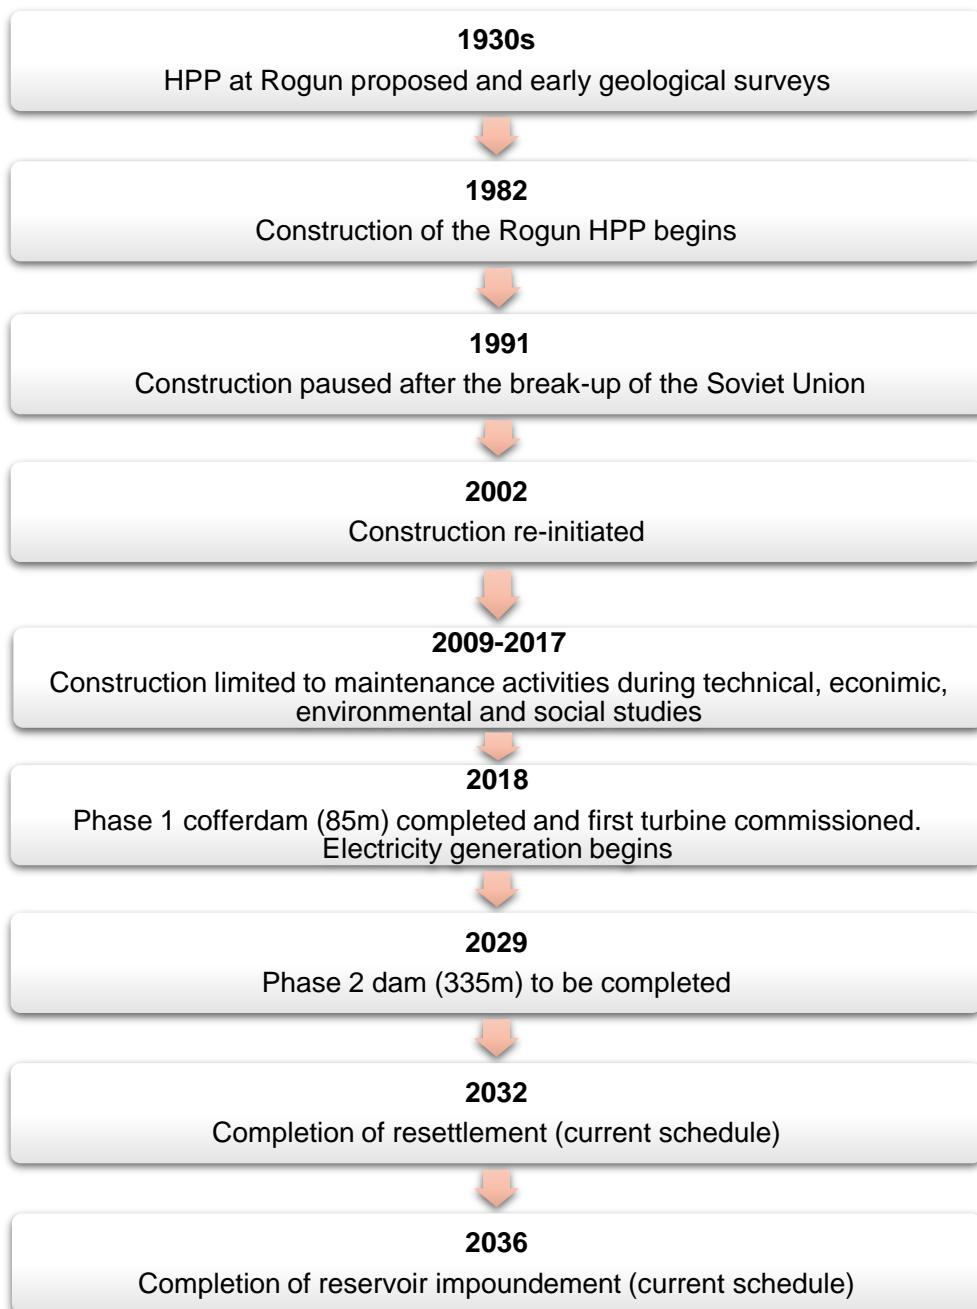 1930s
HPP at Rogun proposed and early geological surveys
1982
Construction of the Rogun HPP begins
1991
Construction paused after the break-up of the Soviet Union
2002
Construction re-initiated
2009-2017
Construction limited to maintenance activities during technical, econimic,
environmental and social studies
2018
Phase 1 cofferdam (85m) completed and first turbine commissioned.
Electricity generation begins
2029
Phase 2 dam (335m) to be completed
2032
Completion of resettlement (current schedule)
2036
Completion of reservoir impoundement (current schedule)